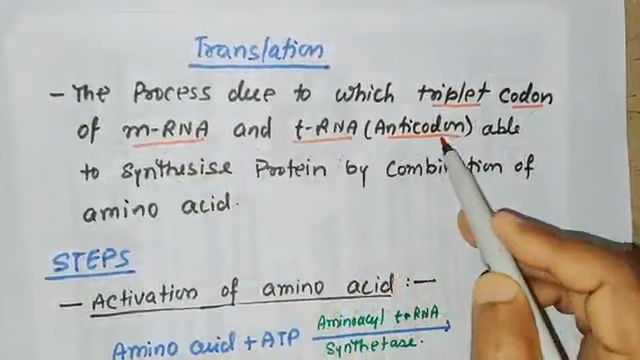 Translation
- The Process due to which triplet codon
of m-RNA and t-RNA (Anticodon) able
to synthesise Protein by Combination of
amino acid.
STEPS
- Activation of amino acid :-
Aminoacyl t-RNA
Amino acid + ATP
Synthetase.